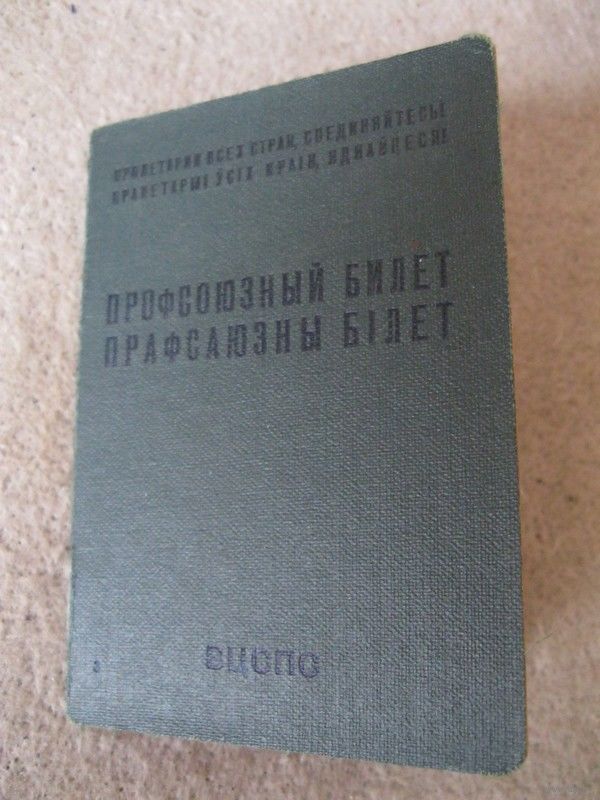 ПРОЛЕТАРИИ ВСЕХ СТРАН, СОЕДИНЯЙТЕСЬ!
ПРАЛЕТАРЫІ ЎСІХ КРАІН, ЯДНАЙЦЕСЯ!
ПРОФСОЮЗНЫЙ БИЛЕТ
ПРАФСАЮЗНЫ БІЛЕТ
ВЦСПС